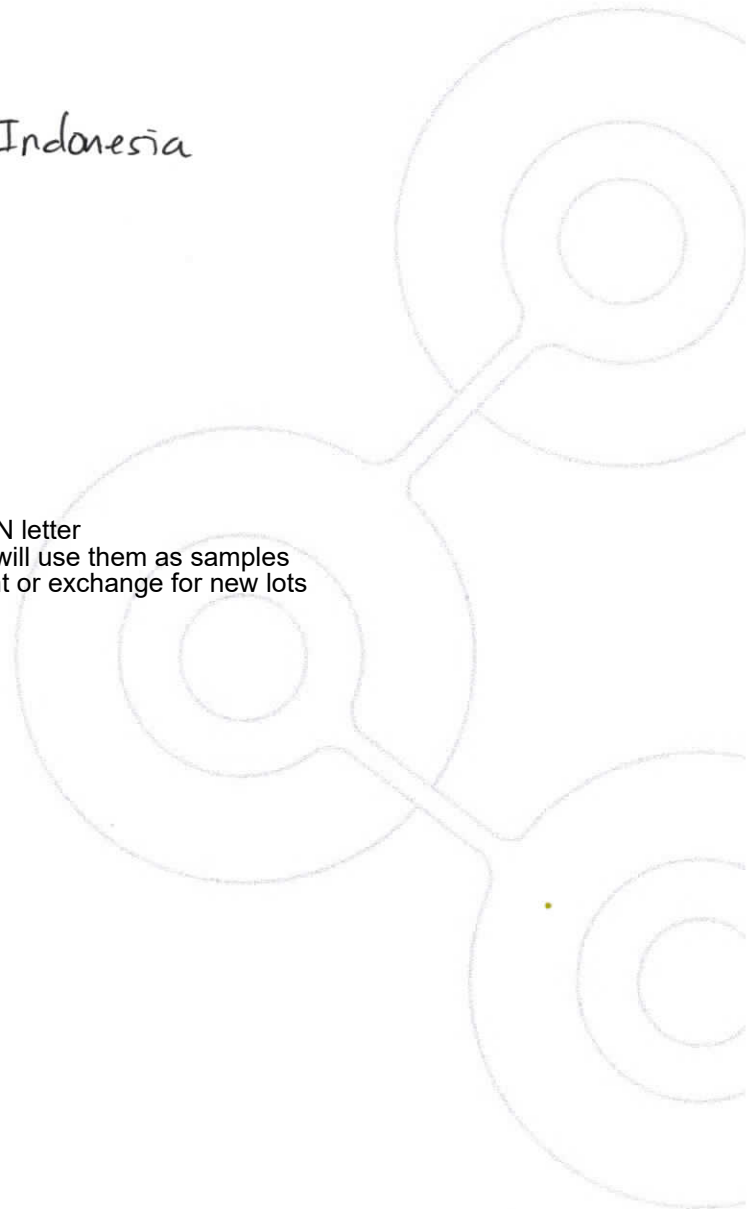 Indonesia
N letter
will use them as samples
t or exchange for new lots